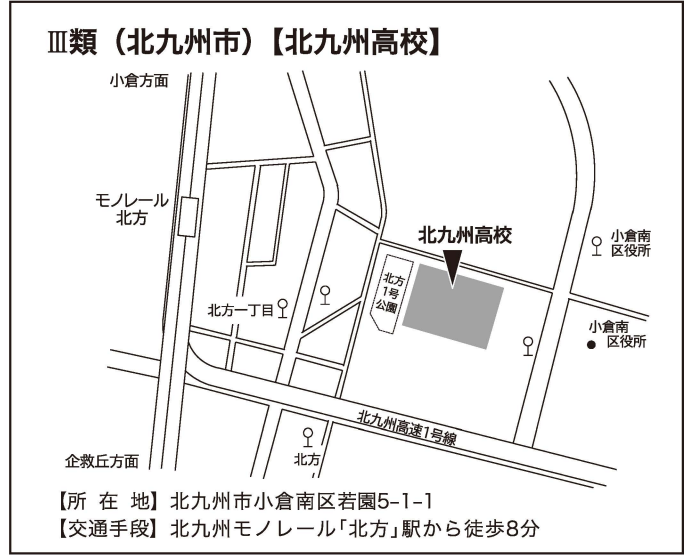 Ⅲ類（北九州市）【北九州高校】
小倉方面
モノレール
北方
北九州高校
小倉南
区役所
北方
1号
公園
北方一丁目
小倉南
区役所
北九州高速1号線
北方
企救丘方面
【所 在 地】北九州市小倉南区若園5-1-1
【交通手段】北九州モノレール「北方」駅から徒歩8分